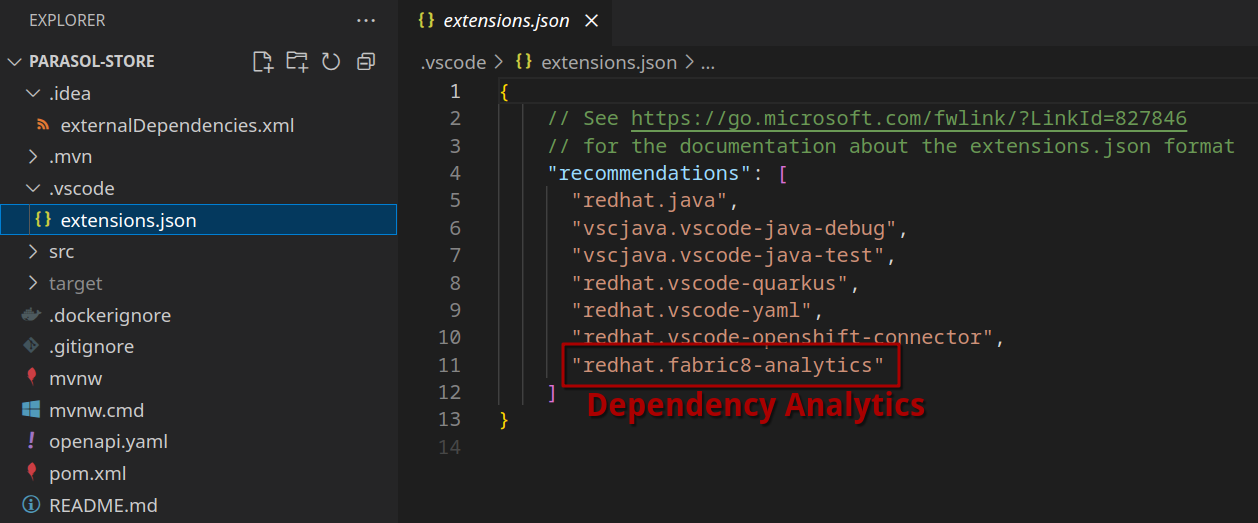 EXPLORER
PARASOL-STORE
.idea
externalDependencies.xml
.mvn
.vscode
{} extensions.json
src
target
.dockerignore
.gitignore
mvnw
mvnw.cmd
! openapi.yaml
pom.xml
README.md
{} extensions.json
.vscode > {} extensions.json > ...
1 {
2 // See https://go.microsoft.com/fwlink/?LinkId=827846
3 // for the documentation about the extensions.json format
4 "recommendations": [
5 "redhat.java",
6 "vscjava.vscode-java-debug",
7 "vscjava.vscode-java-test",
8 "redhat.vscode-quarkus",
9 "redhat.vscode-yaml",
10 "redhat.vscode-openshift-connector",
11 "redhat.fabric8-analytics"
12 ]
Dependency Analytics
13 }
14